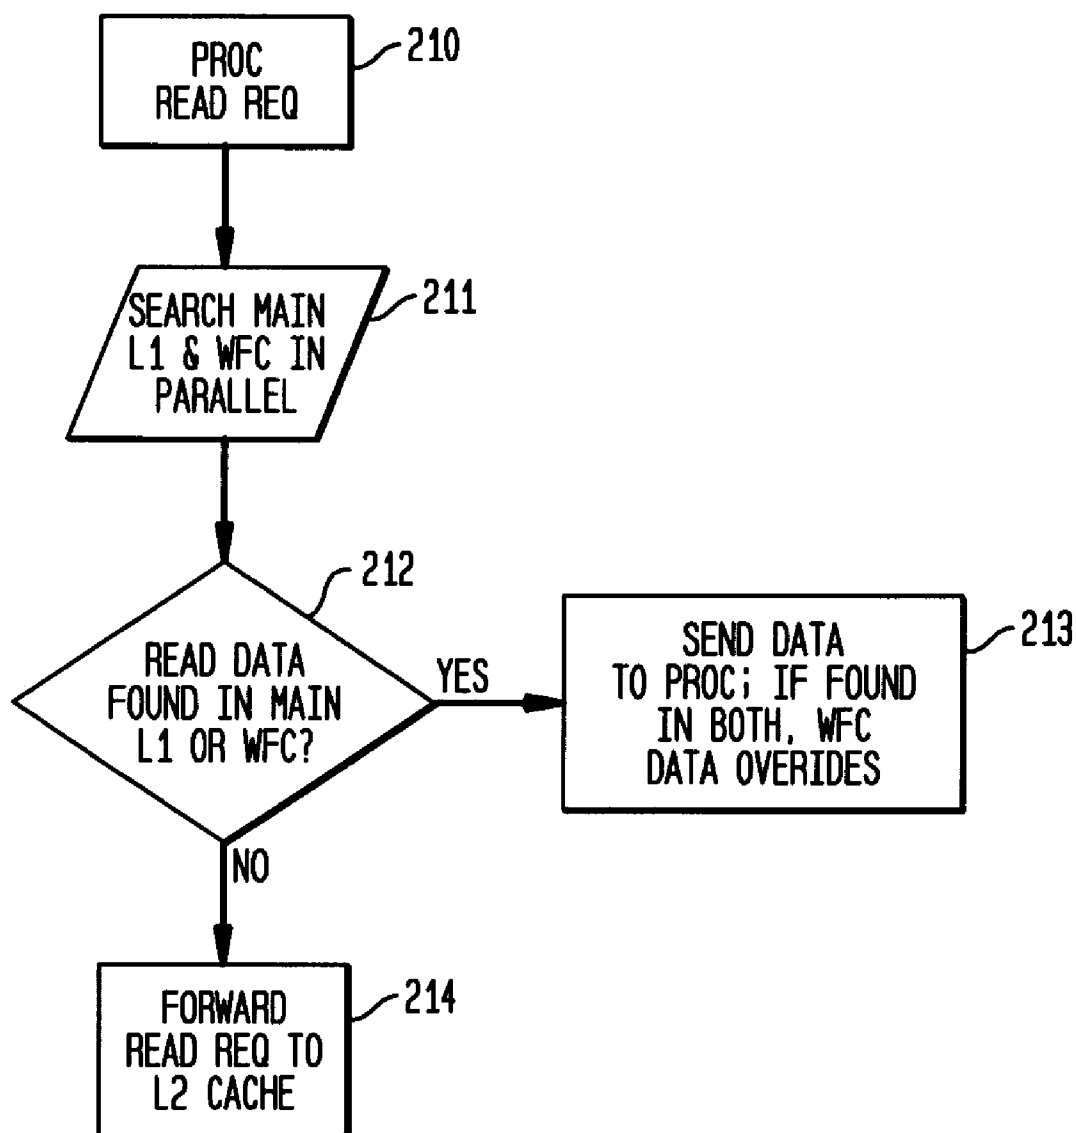 PROC
READ REQ
210
SEARCH MAIN
L1 & WFC IN
PARALLEL
211
READ DATA
FOUND IN MAIN
L1 OR WFC?
212
YES
SEND DATA
TO PROC; IF FOUND
IN BOTH, WFC
DATA OVERIDES
213
NO
FORWARD
READ REQ TO
L2 CACHE
214